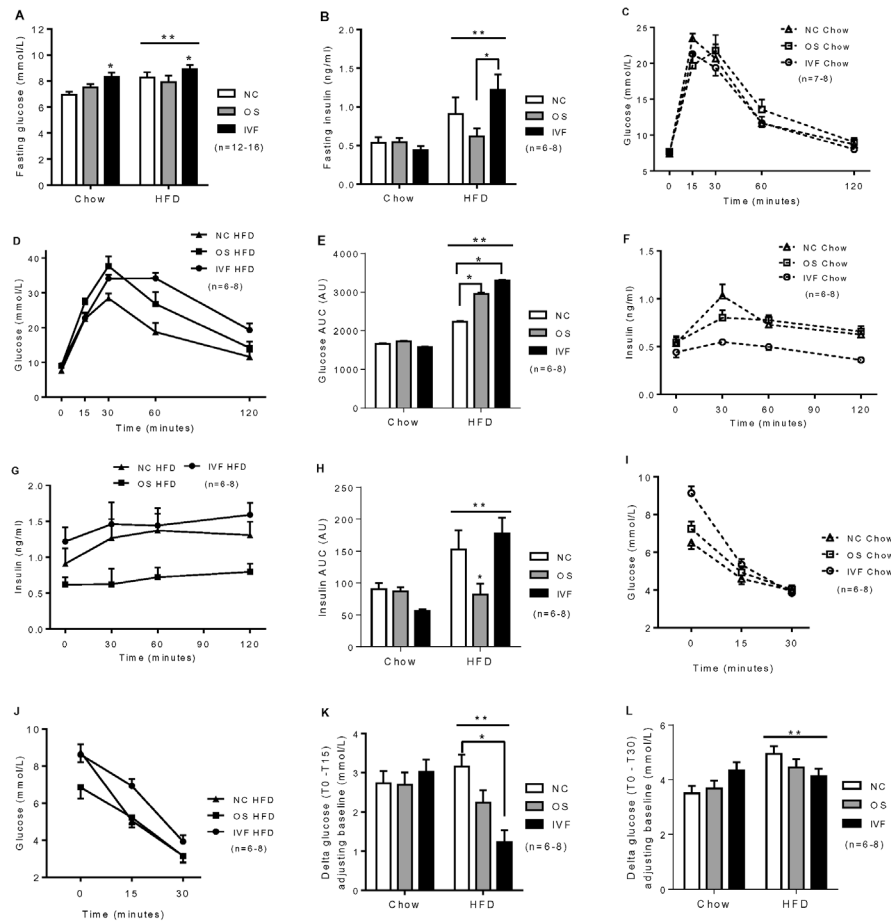 A
Fasting glucose (mmol/L)
12
10
8
6
4
2
0
*
**
*
Chow
HFD
NC
OS
IVF
(n=12-16)
B
Fasting insulin (ng/ml)
2.0
1.5
1.0
0.5
0.0
**
*
Chow
HFD
NC
OS
IVF
(n=6-8)
C
Glucose (mmol/L)
25
20
15
10
5
0
15
30
60
120
Time (minutes)
NC Chow
OS Chow
IVF Chow
(n=7-8)
D
Glucose (mmol/L)
40
30
20
10
0
0
15
30
60
120
Time (minutes)
NC HFD
OS HFD
IVF HFD
(n=6-8)
E
Glucose AUC (AU)
4000
3000
2000
1000
0
**
*
*
Chow
HFD
NC
OS
IVF
(n=6-8)
F
Insulin (ng/ml)
1.5
1.0
0.5
0.0
0
30
60
90
120
Time (minutes)
NC Chow
OS Chow
IVF Chow
(n=6-8)
G
Insulin (ng/ml)
2.0
1.5
1.0
0.5
0.0
0
30
60
90
120
Time (minutes)
NC HFD
IVF HFD
OS HFD
(n=6-8)
H
Insulin AUC (AU)
250
200
150
100
50
0
**
*
Chow
HFD
NC
OS
IVF
(n=6-8)
I
Glucose (mmol/L)
10
8
6
4
2
0
15
30
Time (minutes)
NC Chow
OS Chow
IVF Chow
(n=6-8)
J
Glucose (mmol/L)
10
8
6
4
2
0
15
30
Time (minutes)
NC HFD
OS HFD
IVF HFD
(n=6-8)
K
Delta glucose (T0 -T15)
adjusting baseline (mmol/L)
5
4
3
2
1
0
**
*
Chow
HFD
NC
OS
IVF
(n=6-8)
L
Delta glucose (T0 - T30)
adjusting baseline (mmol/L)
6
4
2
0
**
Chow
HFD
NC
OS
IVF
(n=6-8)